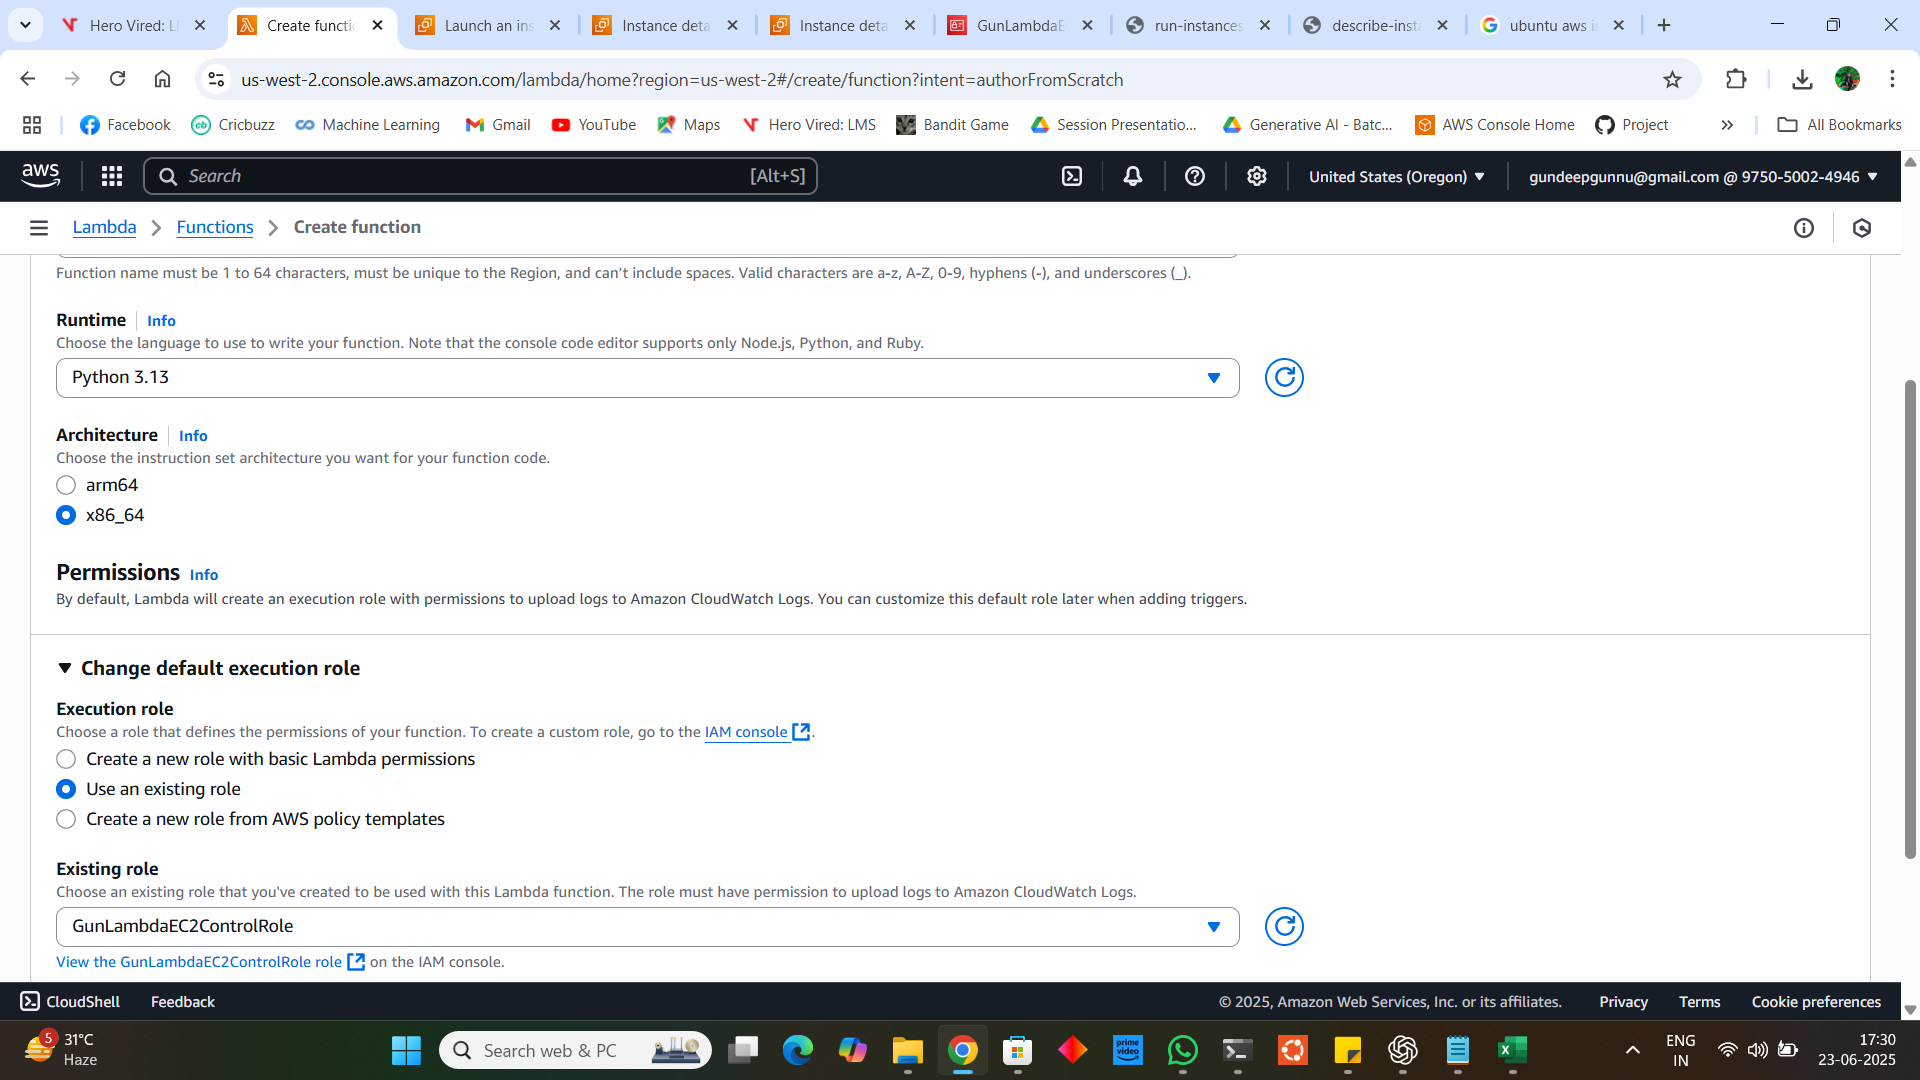 Hero Vired: L
Create functi
Launch an ins
Instance deta
Instance deta
GunLambdaE
run-instances
describe-insta
ubuntu aws i
us-west-2.console.aws.amazon.com/lambda/home?region=us-west-2#/create/function?intent=authorFromScratch
Facebook
Cricbuzz
Machine Learning
Gmail
YouTube
Maps
Hero Vired: LMS
Bandit Game
Session Presentatio...
Generative AI - Batc...
AWS Console Home
Project
All Bookmarks
aws
Search
[Alt+S]
United States (Oregon)
gundeepgunnu@gmail.com @ 9750-5002-4946
Lambda
Functions
Create function
Function name must be 1 to 64 characters, must be unique to the Region, and can't include spaces. Valid characters are a-z, A-Z, 0-9, hyphens (-), and underscores (_).
Runtime Info
Choose the language to use to write your function. Note that the console code editor supports only Node.js, Python, and Ruby.
Python 3.13
Architecture Info
Choose the instruction set architecture you want for your function code.
arm64
x86_64
Permissions Info
By default, Lambda will create an execution role with permissions to upload logs to Amazon CloudWatch Logs. You can customize this default role later when adding triggers.
Change default execution role
Execution role
Choose a role that defines the permissions of your function. To create a custom role, go to the IAM console.
Create a new role with basic Lambda permissions
Use an existing role
Create a new role from AWS policy templates
Existing role
Choose an existing role that you've created to be used with this Lambda function. The role must have permission to upload logs to Amazon CloudWatch Logs.
GunLambdaEC2ControlRole
View the GunLambdaEC2ControlRole role on the IAM console.
CloudShell
Feedback
© 2025, Amazon Web Services, Inc. or its affiliates.
Privacy
Terms
Cookie preferences
5
31°C
Haze
Search web & PC
prime video
ENG
IN
17:30
23-06-2025